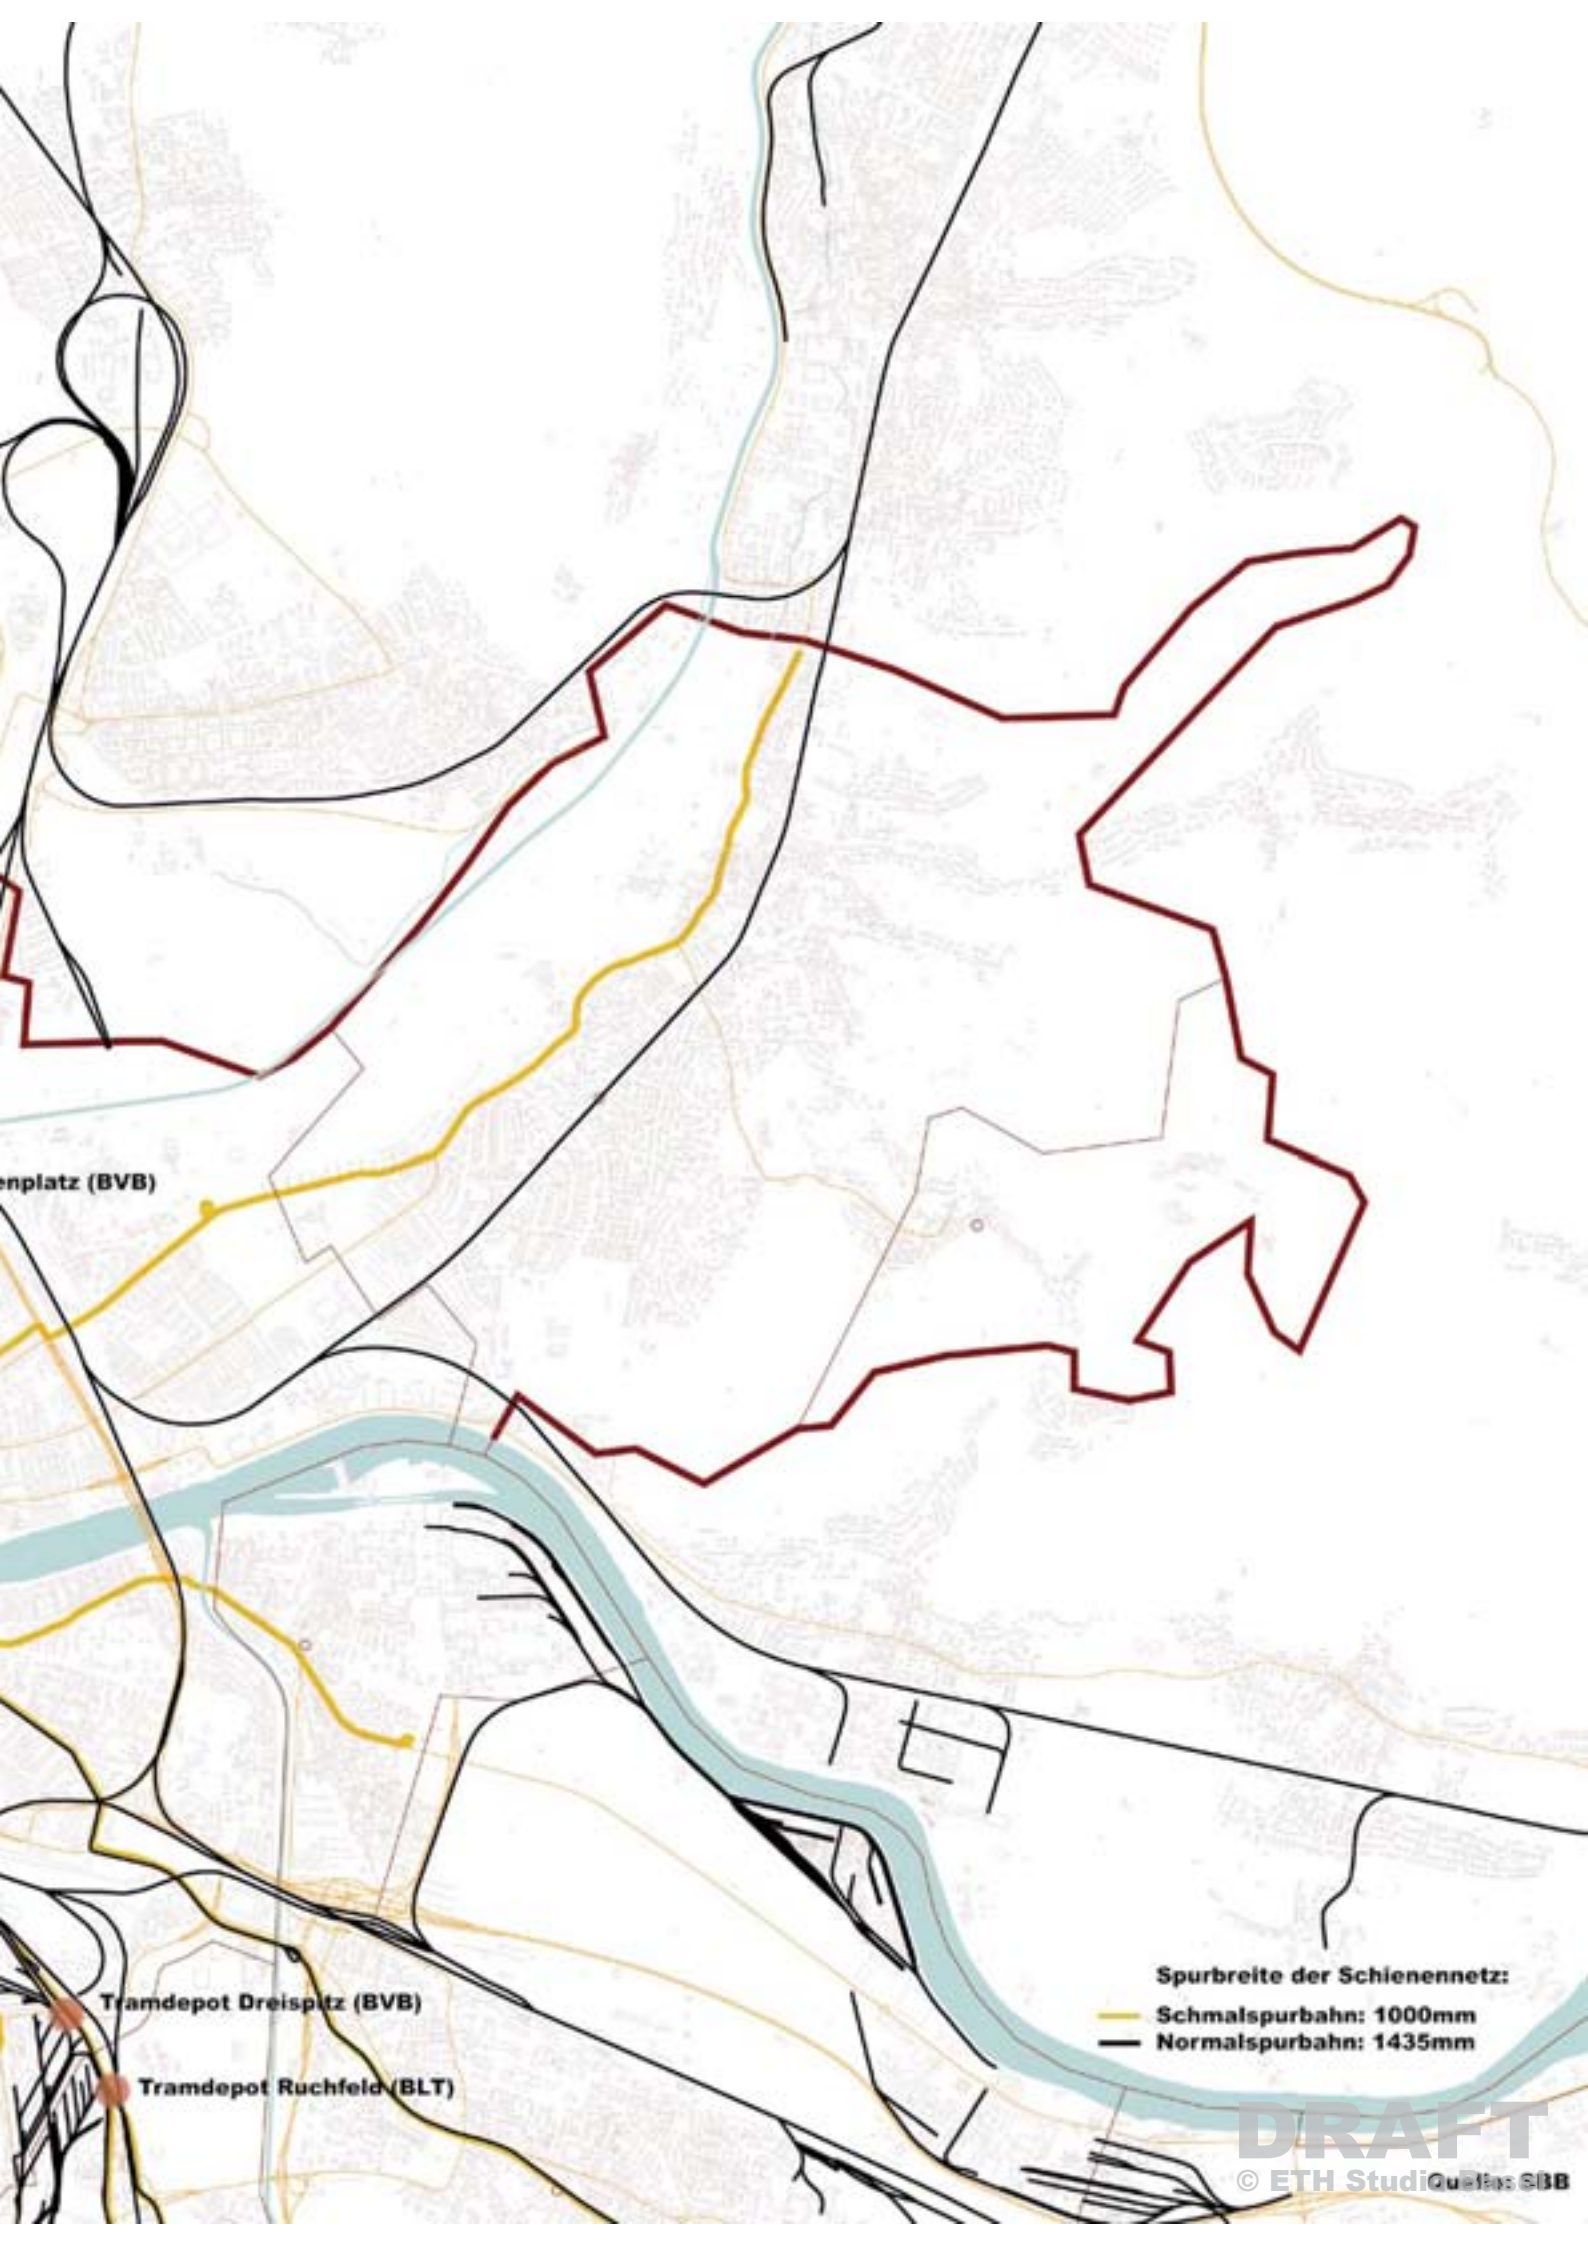 enplatz (BVB)
Spurbreite der Schienennetz:
Schmalspurbahn: 1000mm
Normalspurbahn: 1435mm
Tramdepot Dreispitz (BVB)
Tramdepot Ruchfeld (BLT)
DRAFT
© ETH Studio
Quelle: SBB